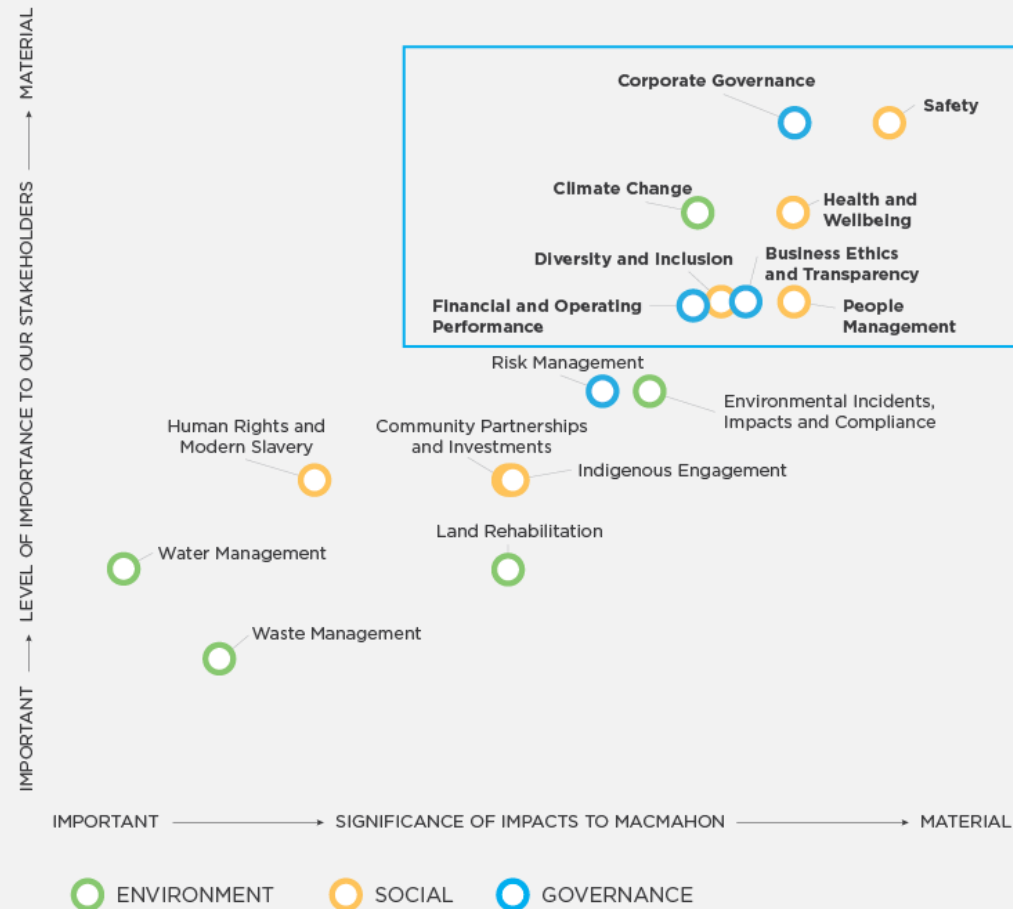 MATERIAL
LEVEL OF IMPORTANCE TO OUR STAKEHOLDERS
IMPORTANT
Corporate Governance
Safety
Climate Change
Health and
Wellbeing
Diversity and Inclusion
Business Ethics
and Transparency
Financial and Operating
Performance
People
Management
Risk Management
Environmental Incidents,
Impacts and Compliance
Human Rights and
Modern Slavery
Community Partnerships
and Investments
Indigenous Engagement
Land Rehabilitation
Water Management
Waste Management
IMPORTANT
SIGNIFICANCE OF IMPACTS TO MACMAHON
MATERIAL
ENVIRONMENT
SOCIAL
GOVERNANCE